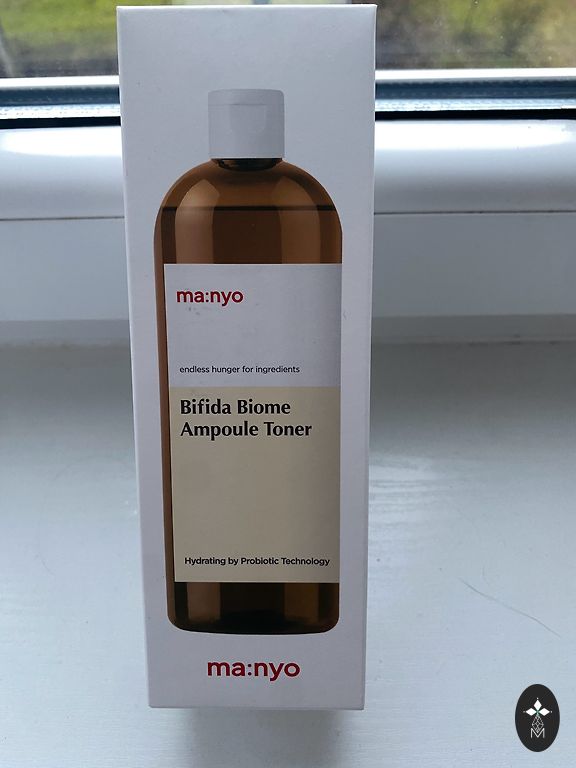 ma:nyo
endless hunger for ingredients
Bifida Biome
Ampoule Toner
Hydrating by Probiotic Technology
ma:nyo
M